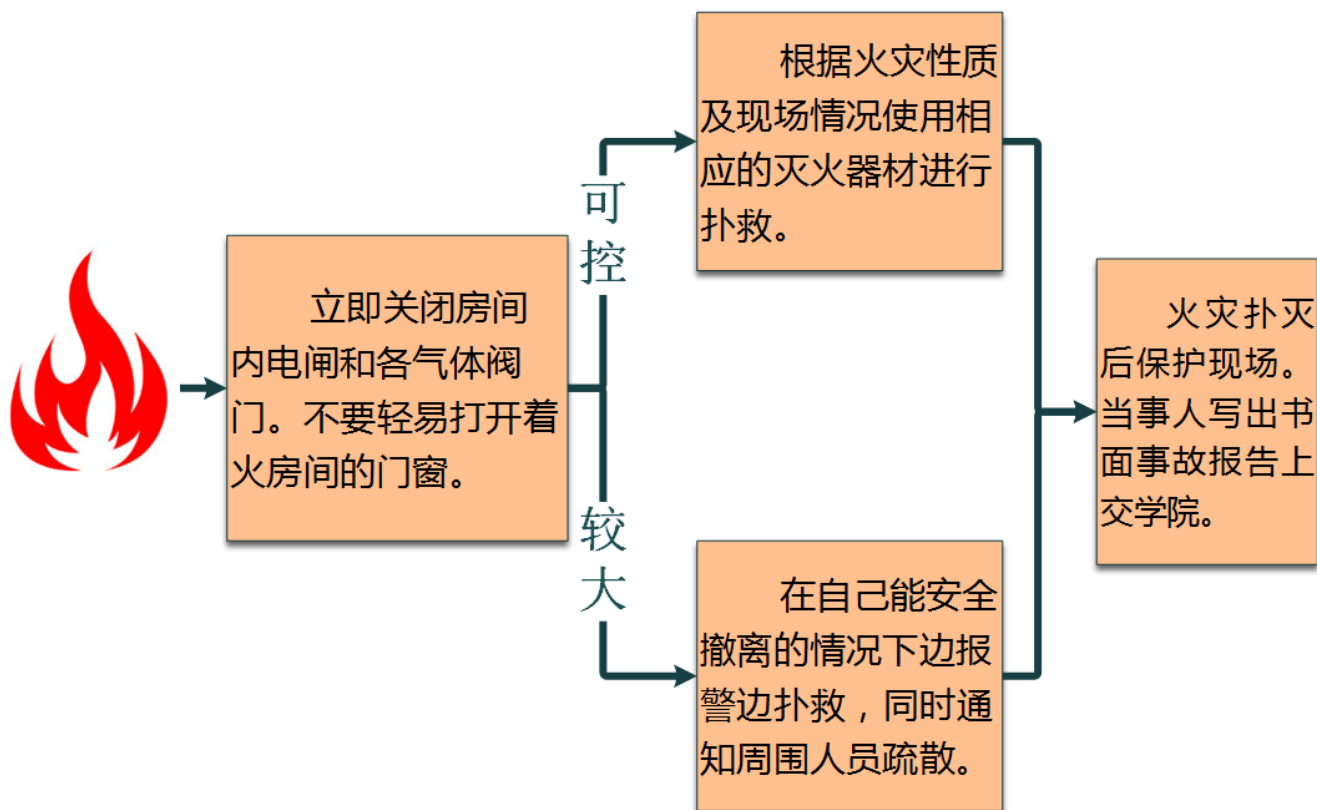 立即关闭房间
内电闸和各气体阀
门。不要轻易打开着
火房间的门窗。
可
控
根据火灾性质
及现场情况使用相
应的灭火器材进行
扑救。
较
大
在自己能安全
撤离的情况下边报
警边扑救，同时通
知周围人员疏散。
火灾扑灭
后保护现场。
当事人写出书
面事故报告上
交学院。